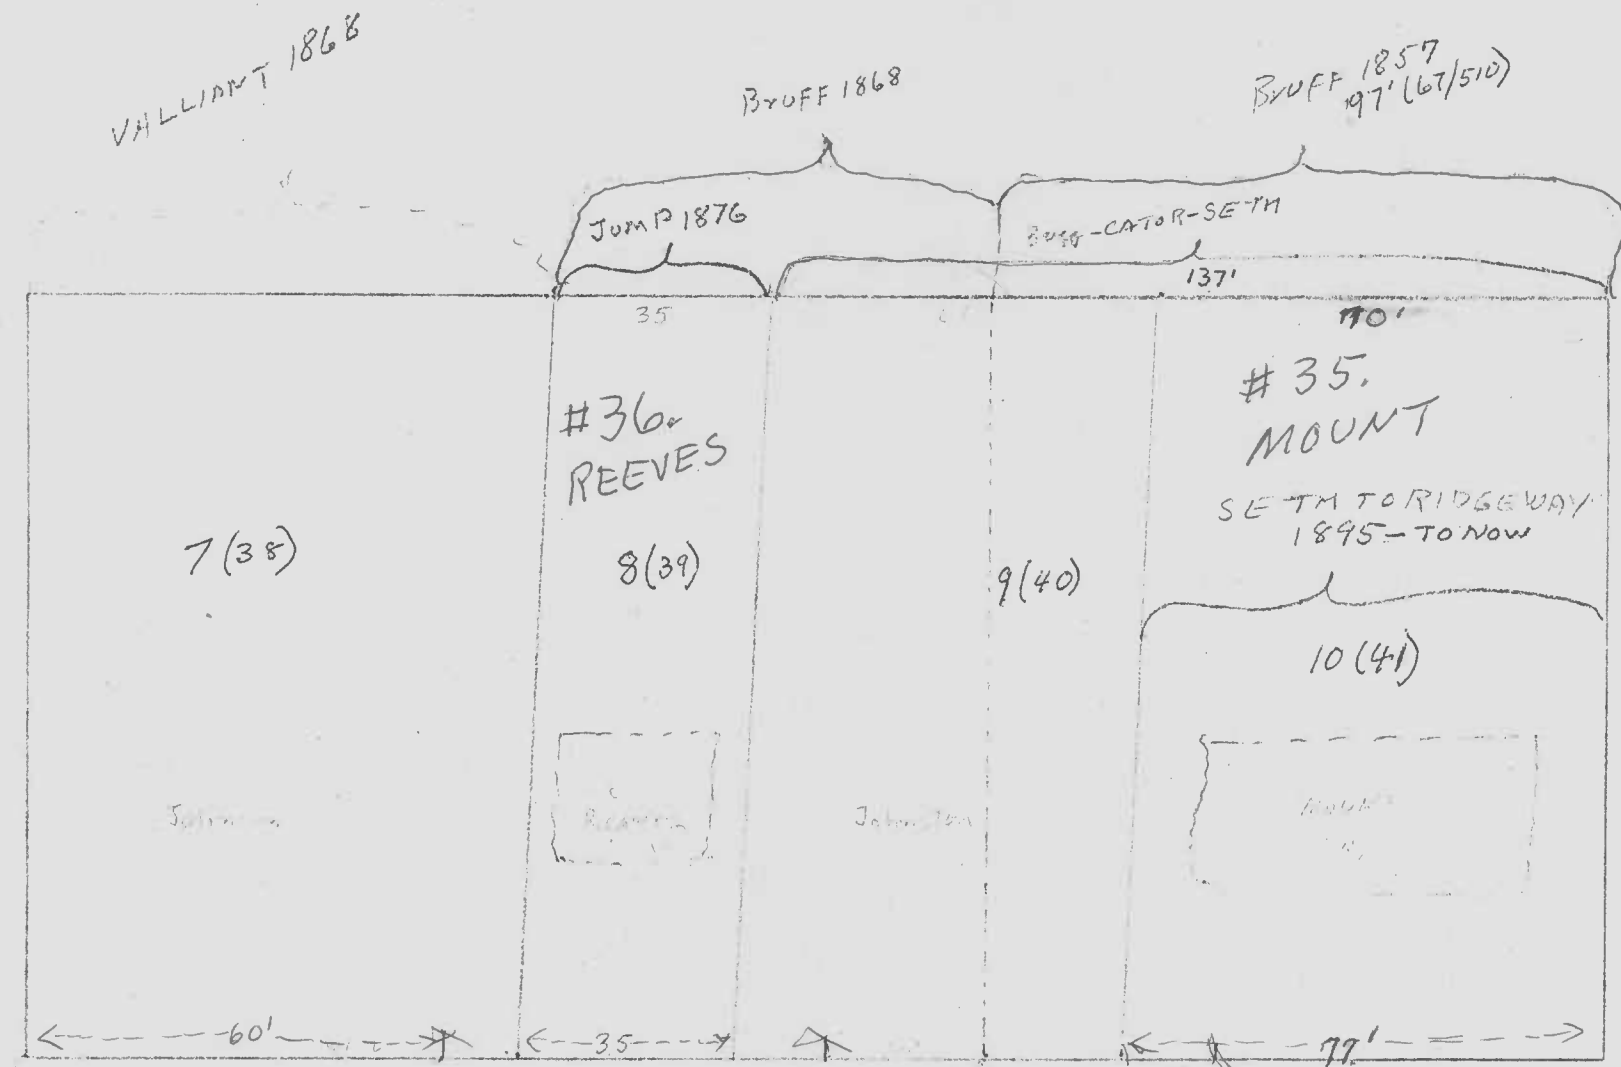 VALLIANT 1868
BruFF 1868
BruFF 1857
97' (67/510)
JumP 1876
-CATOR-SETH
137'
35
70'
#36.
REEVES
#35.
MOUNT
SETH TO RIDGEWAY
1895-TO NOW
7(38)
8(39)
9(40)
10(41)
Johnston
60'
35
77'